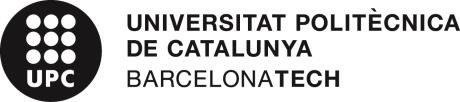 UPC
UNIVERSITAT POLITÈCNICA
DE CATALUNYA
BARCELONATECH